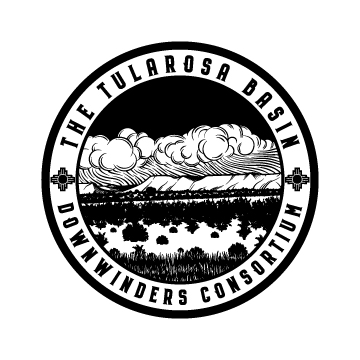 THE TULAROSA BASIN
DOWNWINDERS CONSORTIUM